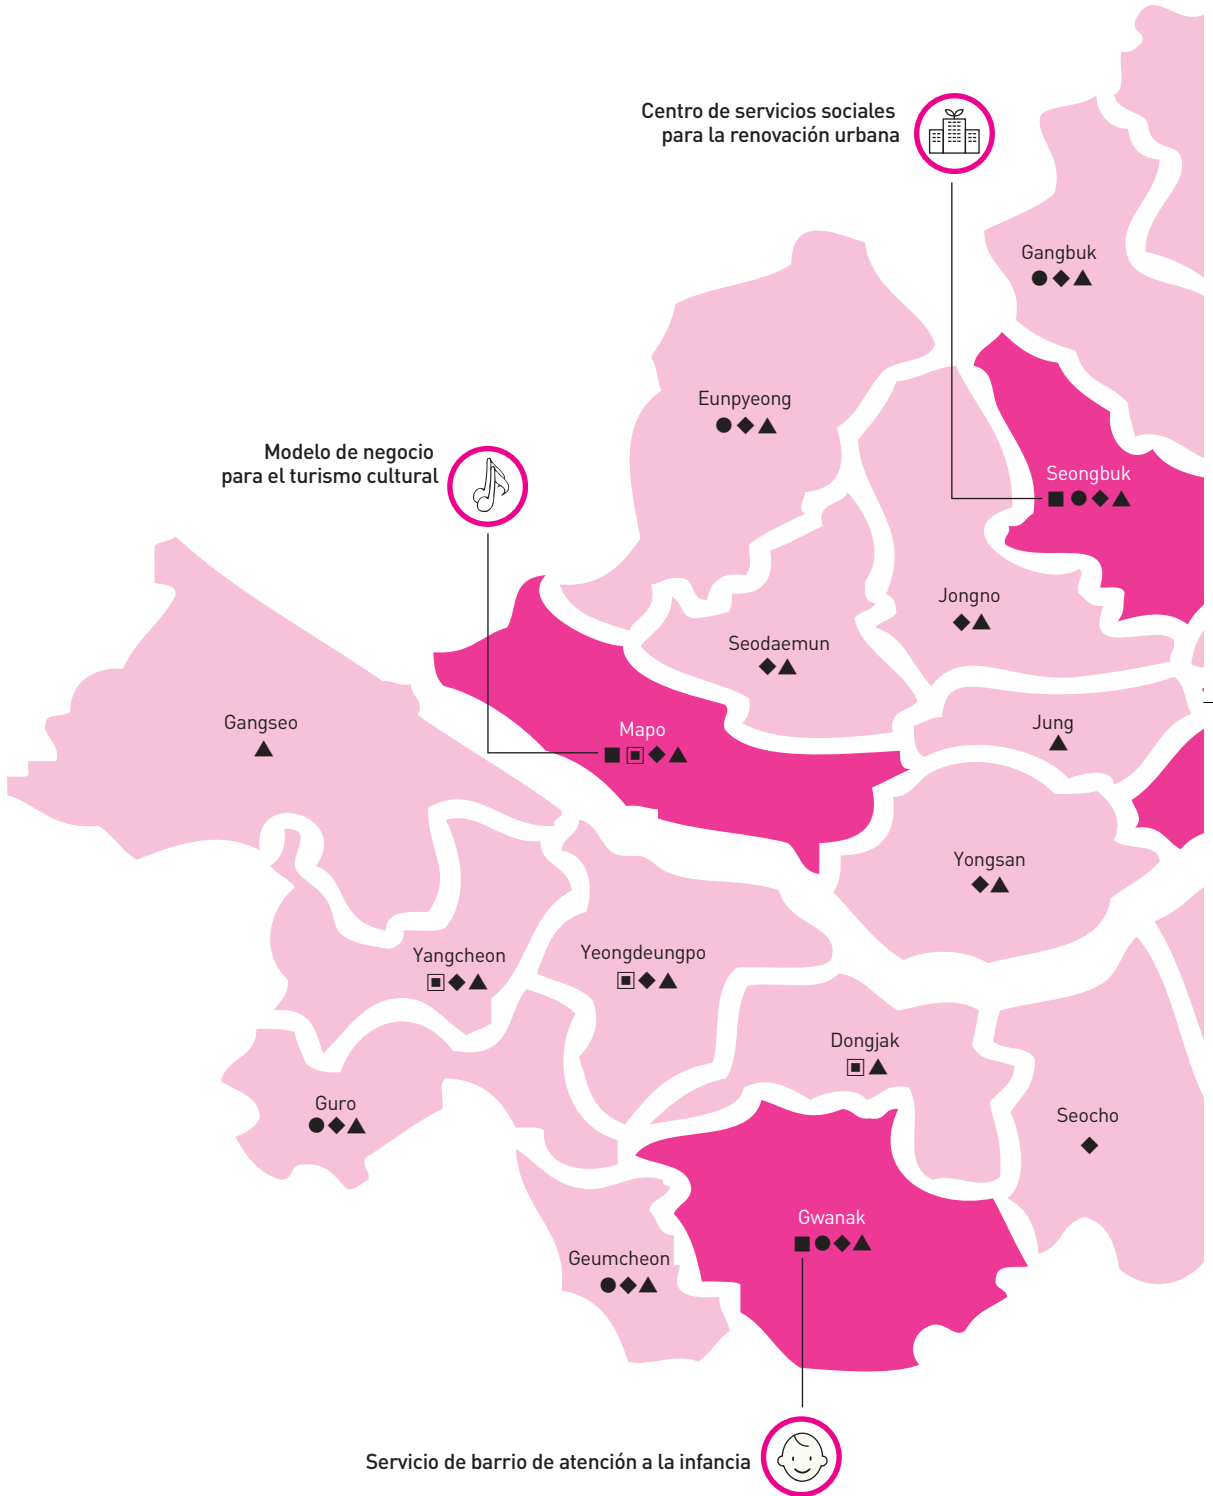 Centro de servicios sociales
para la renovación urbana
Gangbuk
Eunpyeong
Modelo de negocio
para el turismo cultural
Seongbuk
Jongno
Seodaemun
Gangseo
Mapo
Jung
Yongsan
Yangcheon
Yeongdeungpo
Dongjak
Guro
Seocho
Gwanak
Geumcheon
Servicio de barrio de atención a la infancia